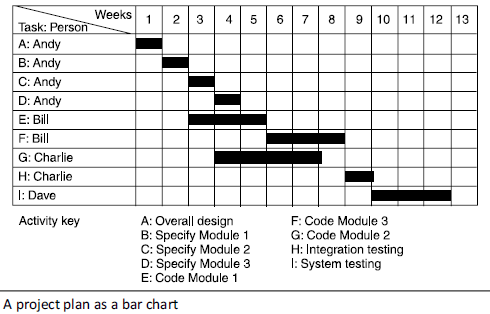 Weeks 1 2 3 4 5 6 7 8 9 10 11 12 13
Task: Person
A: Andy
B: Andy
C: Andy
D: Andy
E: Bill
F: Bill
G: Charlie
H: Charlie
I: Dave
Activity key
A: Overall design
B: Specify Module 1
C: Specify Module 2
D: Specify Module 3
E: Code Module 1
F: Code Module 3
G: Code Module 2
H: Integration testing
I: System testing
A project plan as a bar chart